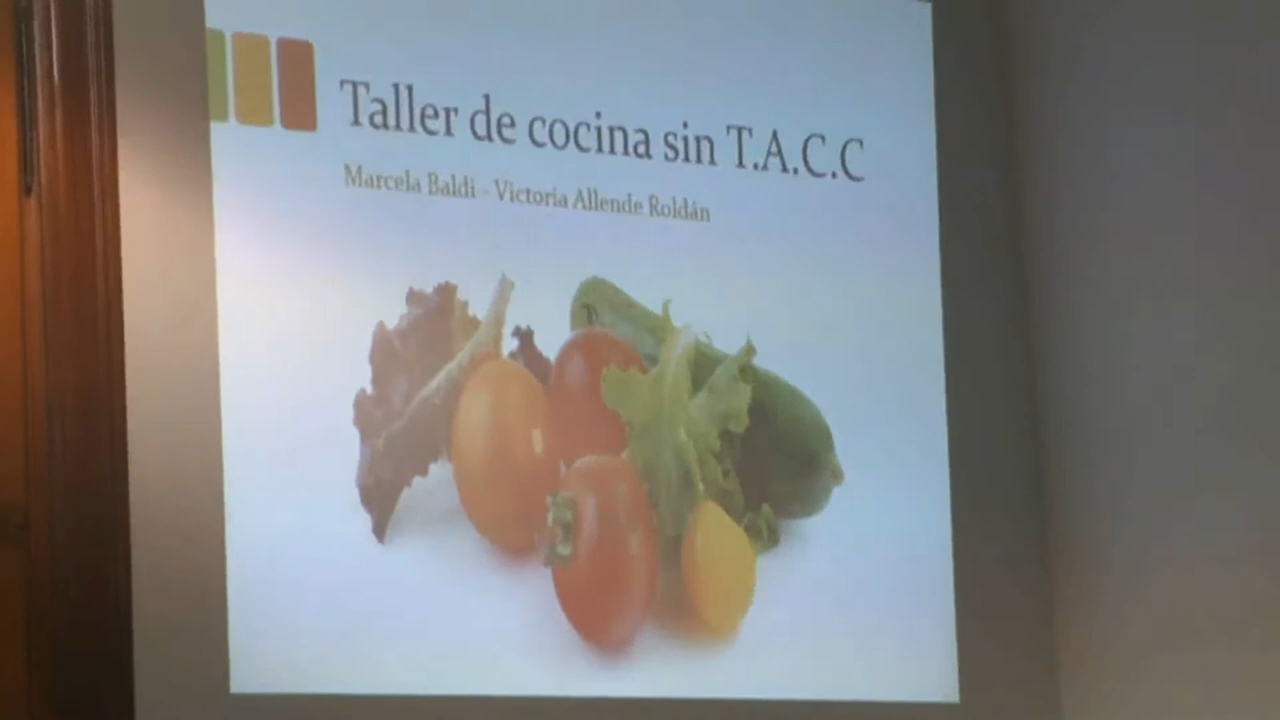 Taller de cocina sin T.A.C.C
Marcela Baldi - Victoria Allende Roldán